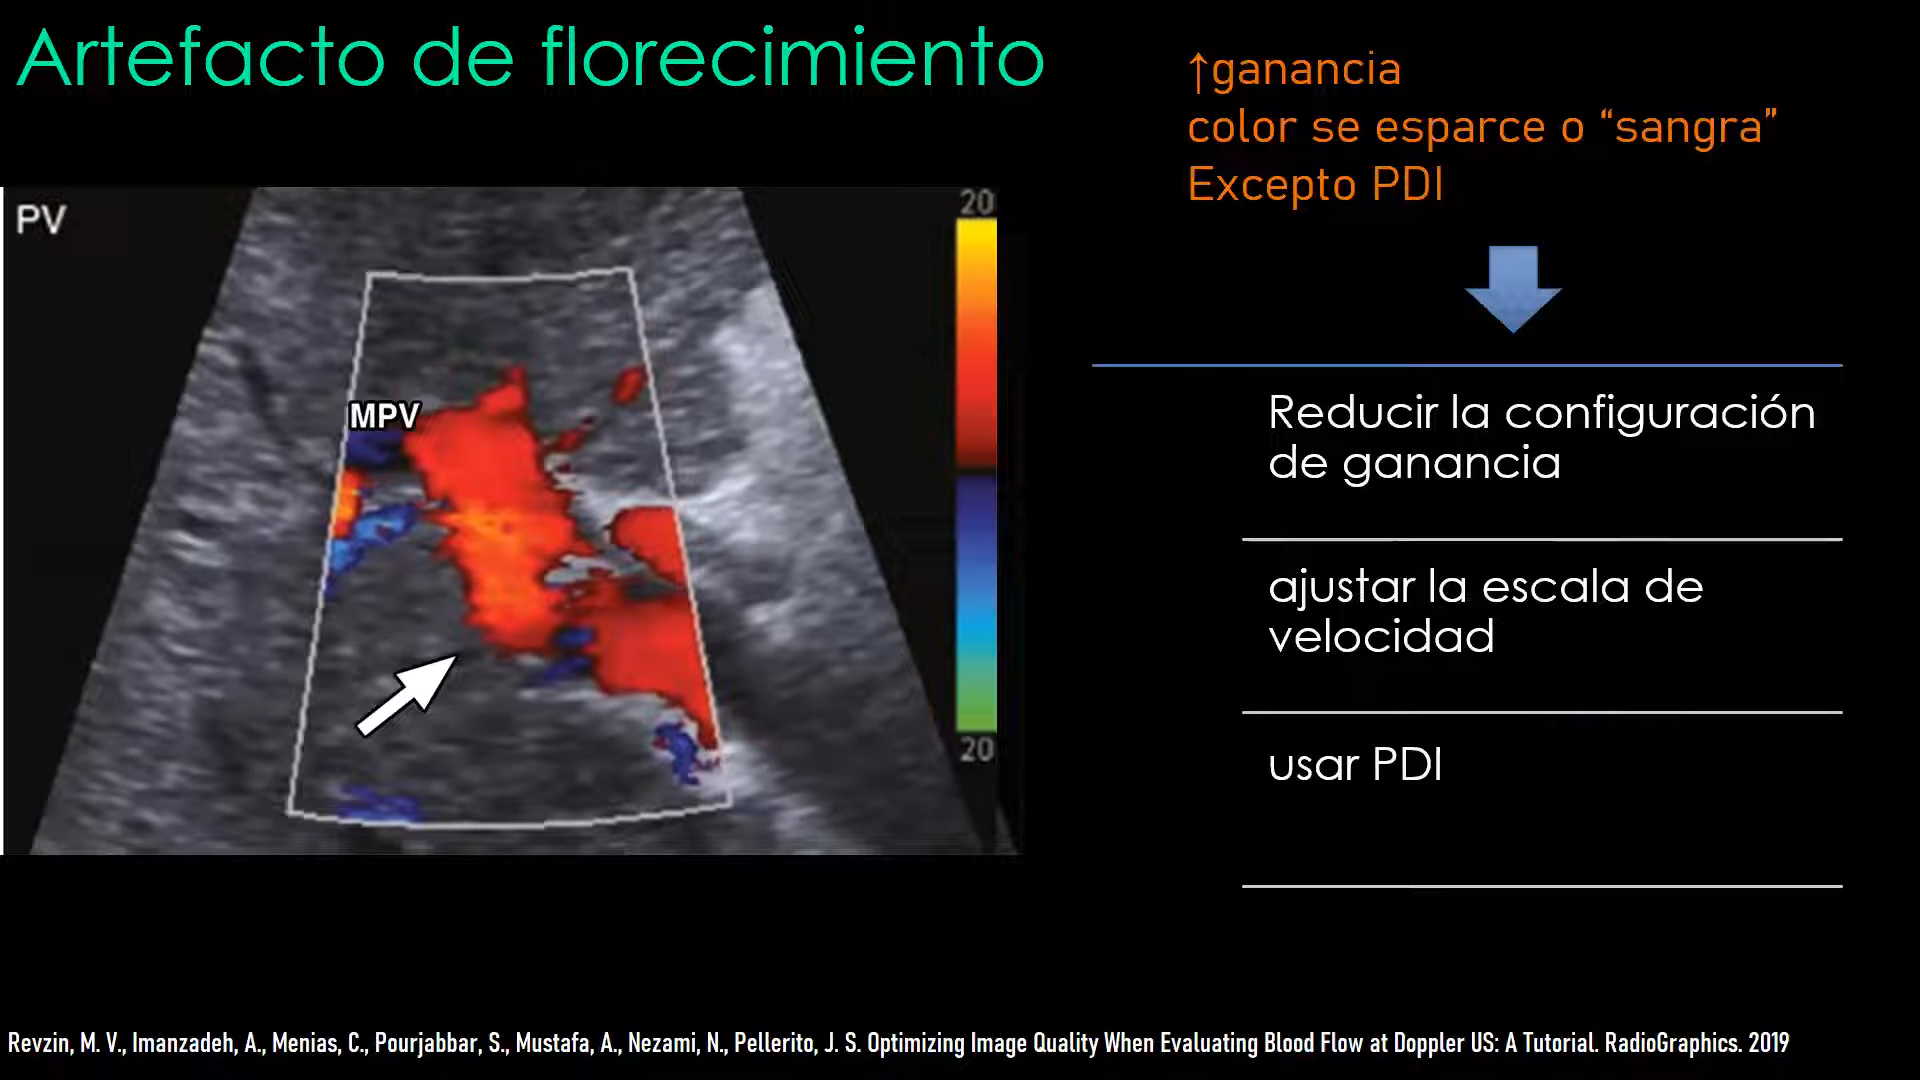 Artefacto de florecimiento
↑ganancia
color se esparce o “sangra”
Excepto PDI
PV
20
MPV
20
Reducir la configuración
de ganancia
ajustar la escala de
velocidad
usar PDI
Revzin, M. V., Imanzadeh, A., Menias, C., Pourjabbar, S., Mustafa, A., Nezami, N., Pellerito, J. S. Optimizing Image Quality When Evaluating Blood Flow at Doppler US: A Tutorial. RadioGraphics. 2019